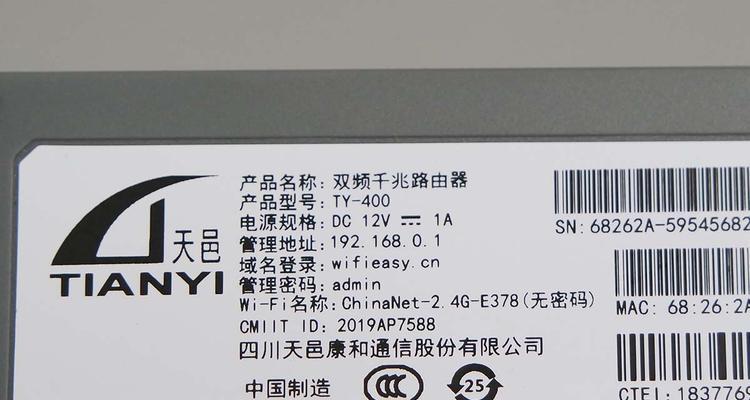 天邑
TIANYI
产品名称: 双频千兆路由器
产品型号: TY-400
电源规格: DC 12V ⎓ 1A
管理地址: 192.168.0.1
域名登录: wifieasy.cn
管理密码: admin
Wi-Fi名称: ChinaNet-2.4G-E378(无密码)
CMIIT ID: 2019AP7588
四川天邑康和通信股份有限公司
中国制造
CCC
25
SN: 68262A-59545682
MAC: 68:26:2A
CTEI: 1837769